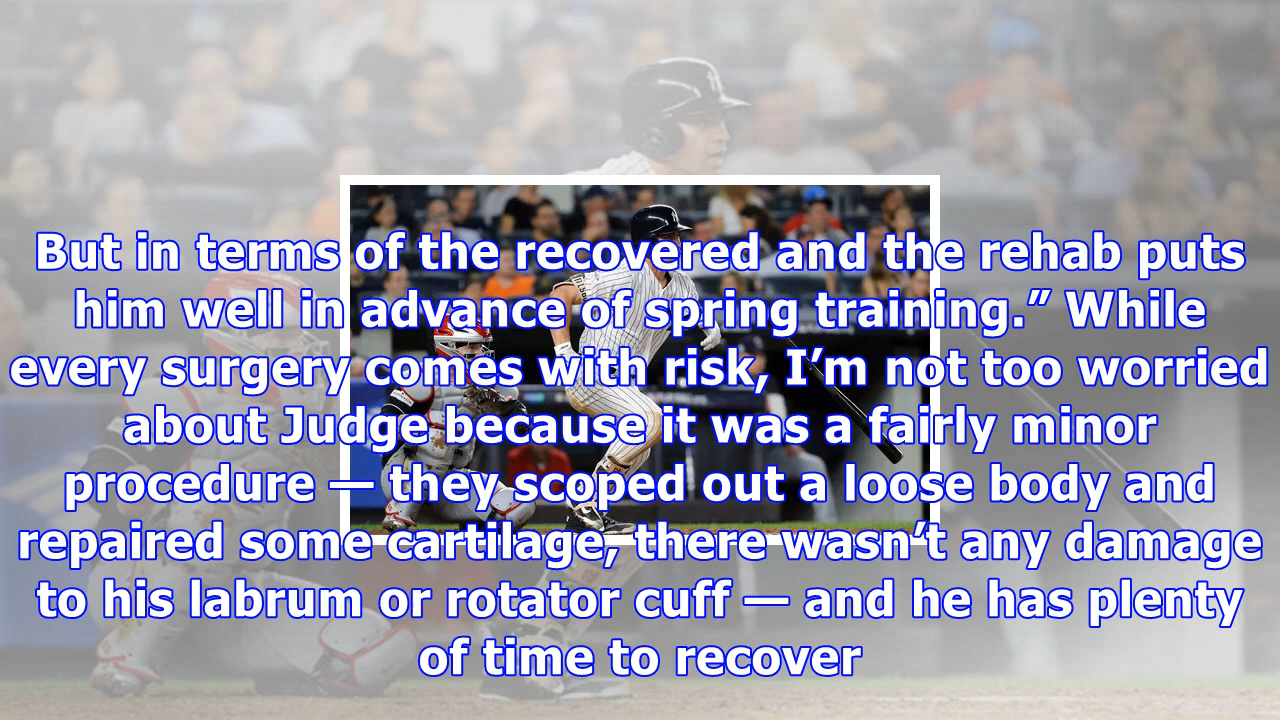 But in terms of the recovered and the rehab puts
him well in advance of spring training.” While
every surgery comes with risk, I’m not too worried
about Judge because it was a fairly minor
procedure — they scoped out a loose body and
repaired some cartilage, there wasn’t any damage
to his labrum or rotator cuff — and he has plenty
of time to recover